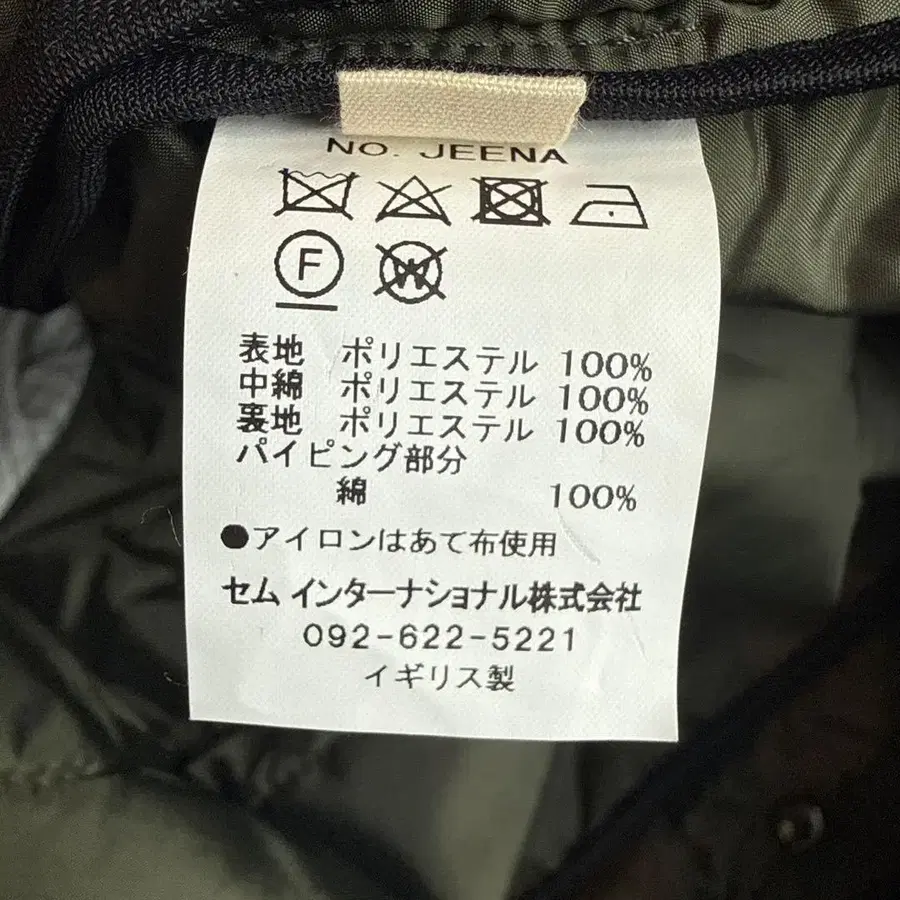 NO. JEENA
F
W
表地 ポリエステル 100%
中綿 ポリエステル 100%
裏地 ポリエステル 100%
パイピング部分
綿 100%
●アイロンはあて布使用
セム インターナショナル株式会社
092-622-5221
イギリス製